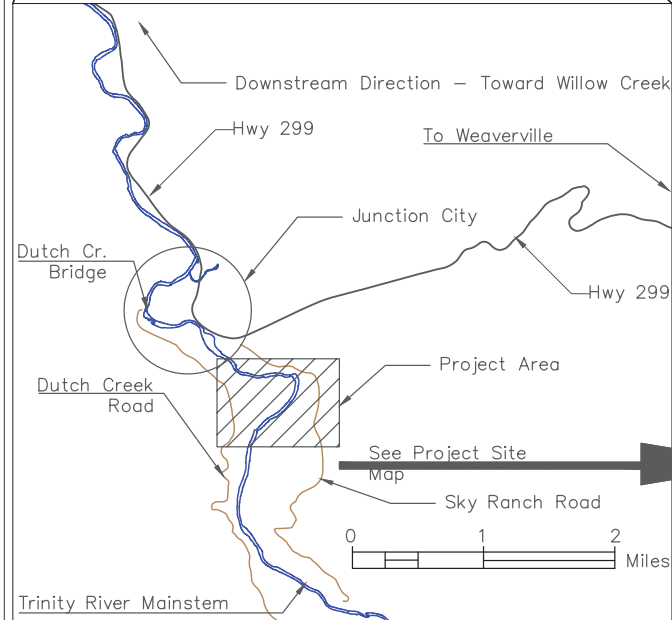 Downstream Direction – Toward Willow Creek
Hwy 299
To Weaverville
Junction City
Dutch Cr.
Bridge
Hwy 299
Project Area
Dutch Creek
Road
See Project Site
Map
Sky Ranch Road
0 1 2
Miles
Trinity River Mainstem